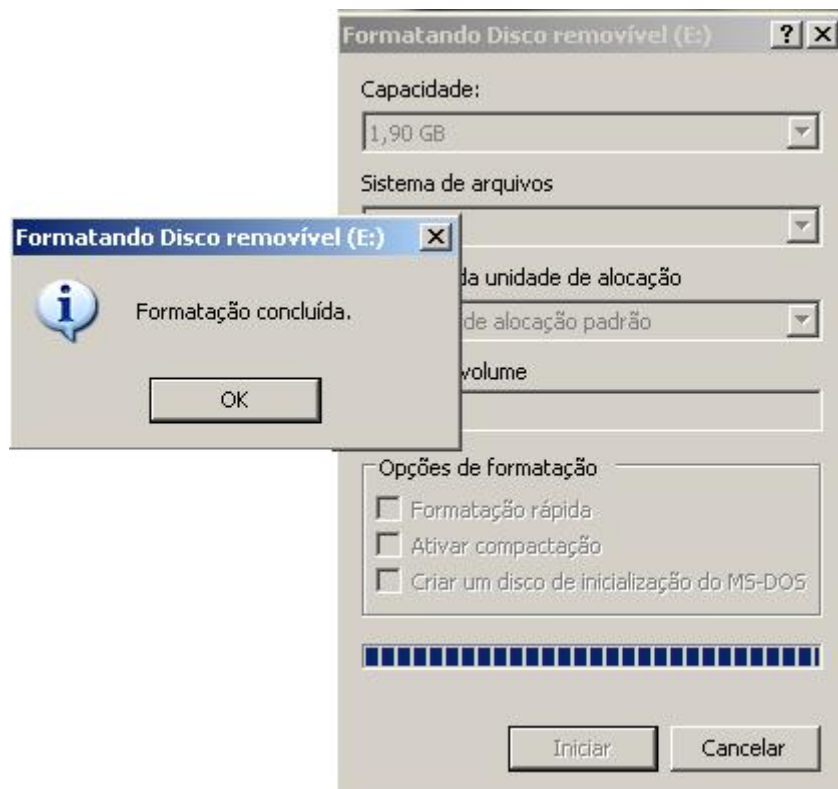 Formatando Disco removível (E:)
Capacidade:
1,90 GB
Sistema de arquivos
da unidade de alocação
de alocação padrão
volume
Opções de formatação
Formatação rápida
Ativar compactação
Criar um disco de inicialização do MS-DOS
Iniciar
Cancelar
Formatando Disco removível (E:)
Formatação concluída.
OK